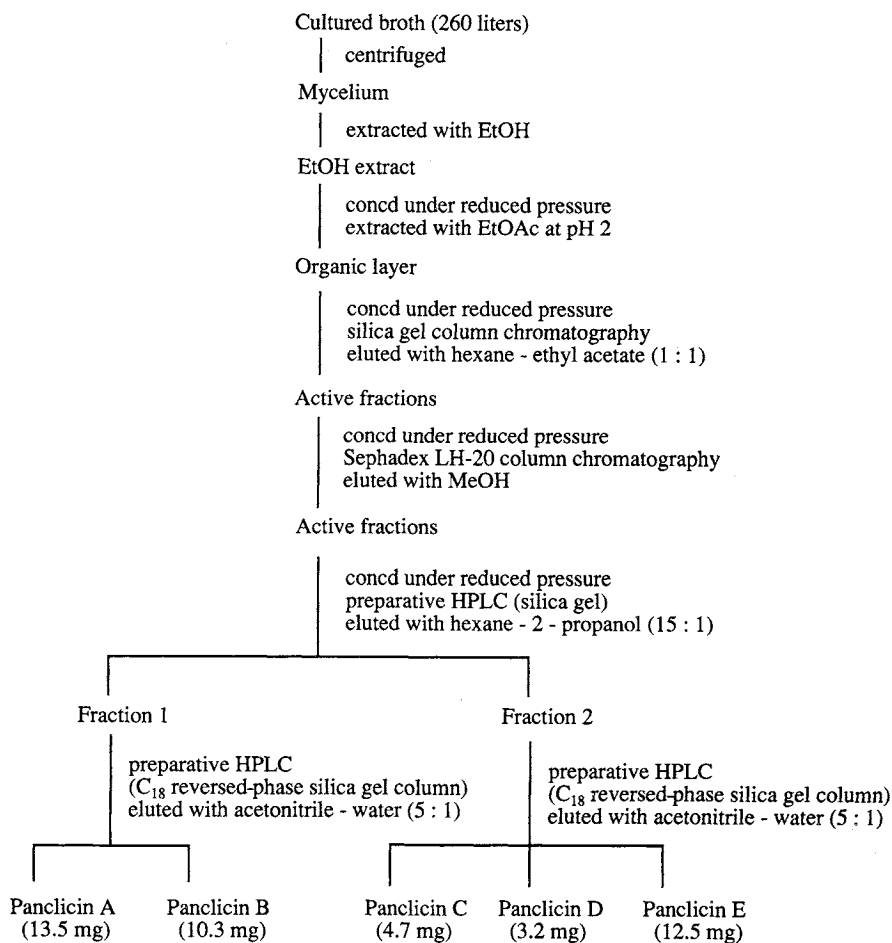 Cultured broth (260 liters)
centrifuged
Mycelium
extracted with EtOH
EtOH extract
concd under reduced pressure
extracted with EtOAc at pH 2
Organic layer
concd under reduced pressure
silica gel column chromatography
eluted with hexane - ethyl acetate (1 : 1)
Active fractions
concd under reduced pressure
Sephadex LH-20 column chromatography
eluted with MeOH
Active fractions
concd under reduced pressure
preparative HPLC (silica gel)
eluted with hexane - 2 - propanol (15 : 1)
Fraction 1
preparative HPLC
(C₁₈ reversed-phase silica gel column)
eluted with acetonitrile - water (5 : 1)
Fraction 2
preparative HPLC
(C₁₈ reversed-phase silica gel column)
eluted with acetonitrile - water (5 : 1)
Panclicin A
(13.5 mg)
Panclicin B
(10.3 mg)
Panclicin C
(4.7 mg)
Panclicin D
(3.2 mg)
Panclicin E
(12.5 mg)